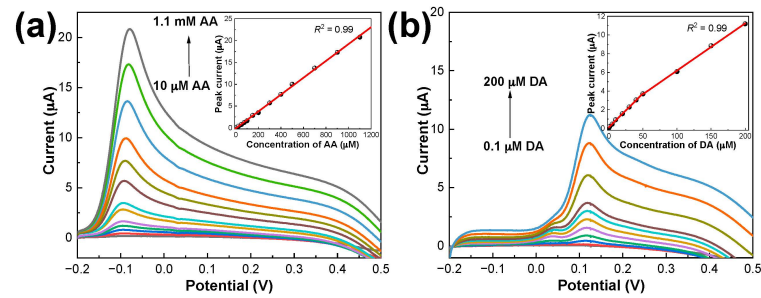 (a)
1.1 mM AA
10 μM AA
Current (μA)
20
15
10
5
0
−0.2 −0.1 0.0 0.1 0.2 0.3 0.4 0.5
Potential (V)
Peak current (μA)
25
20
15
10
5
0
R² = 0.99
0 200 400 600 800 1000 1200
Concentration of AA (μM)
(b)
200 μM DA
0.1 μM DA
Current (μA)
20
15
10
5
0
−0.2 −0.1 0.0 0.1 0.2 0.3 0.4 0.5
Potential (V)
Peak current (μA)
12
8
4
0
R² = 0.99
0 50 100 150 200
Concentration of DA (μM)